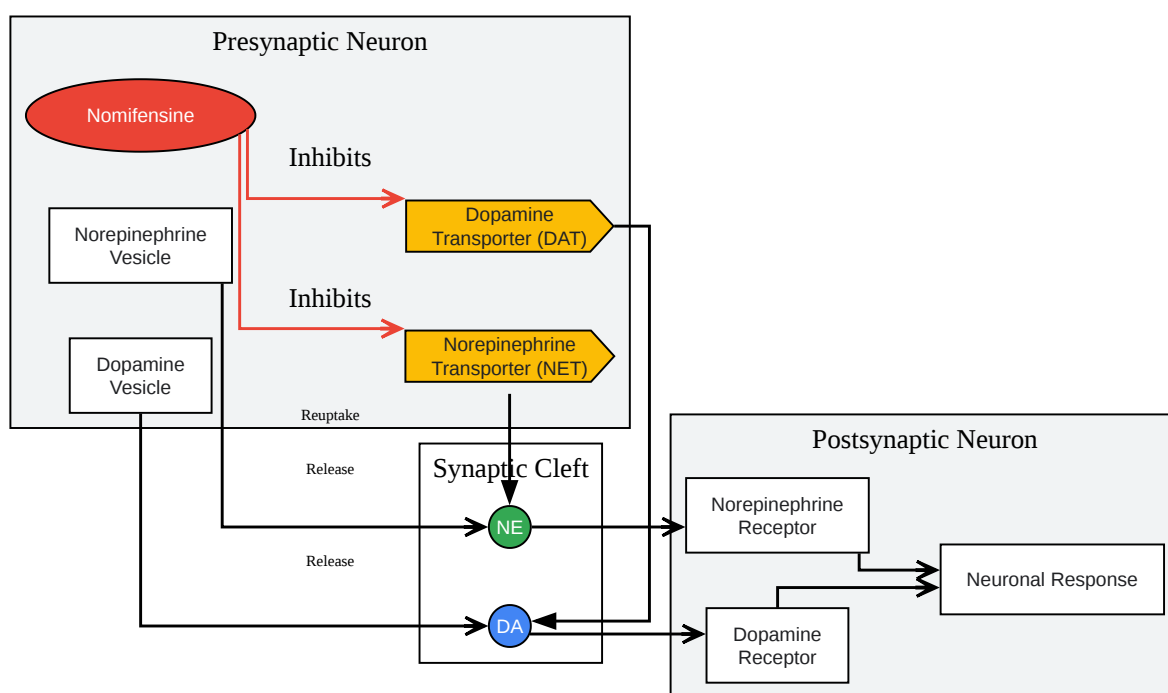 Presynaptic Neuron
Nomifensine
Inhibits
Dopamine
Transporter (DAT)
Norepinephrine
Vesicle
Inhibits
Norepinephrine
Transporter (NET)
Dopamine
Vesicle
Reuptake
Release
Synaptic Cleft
NE
Release
DA
Postsynaptic Neuron
Norepinephrine
Receptor
Neuronal Response
Dopamine
Receptor